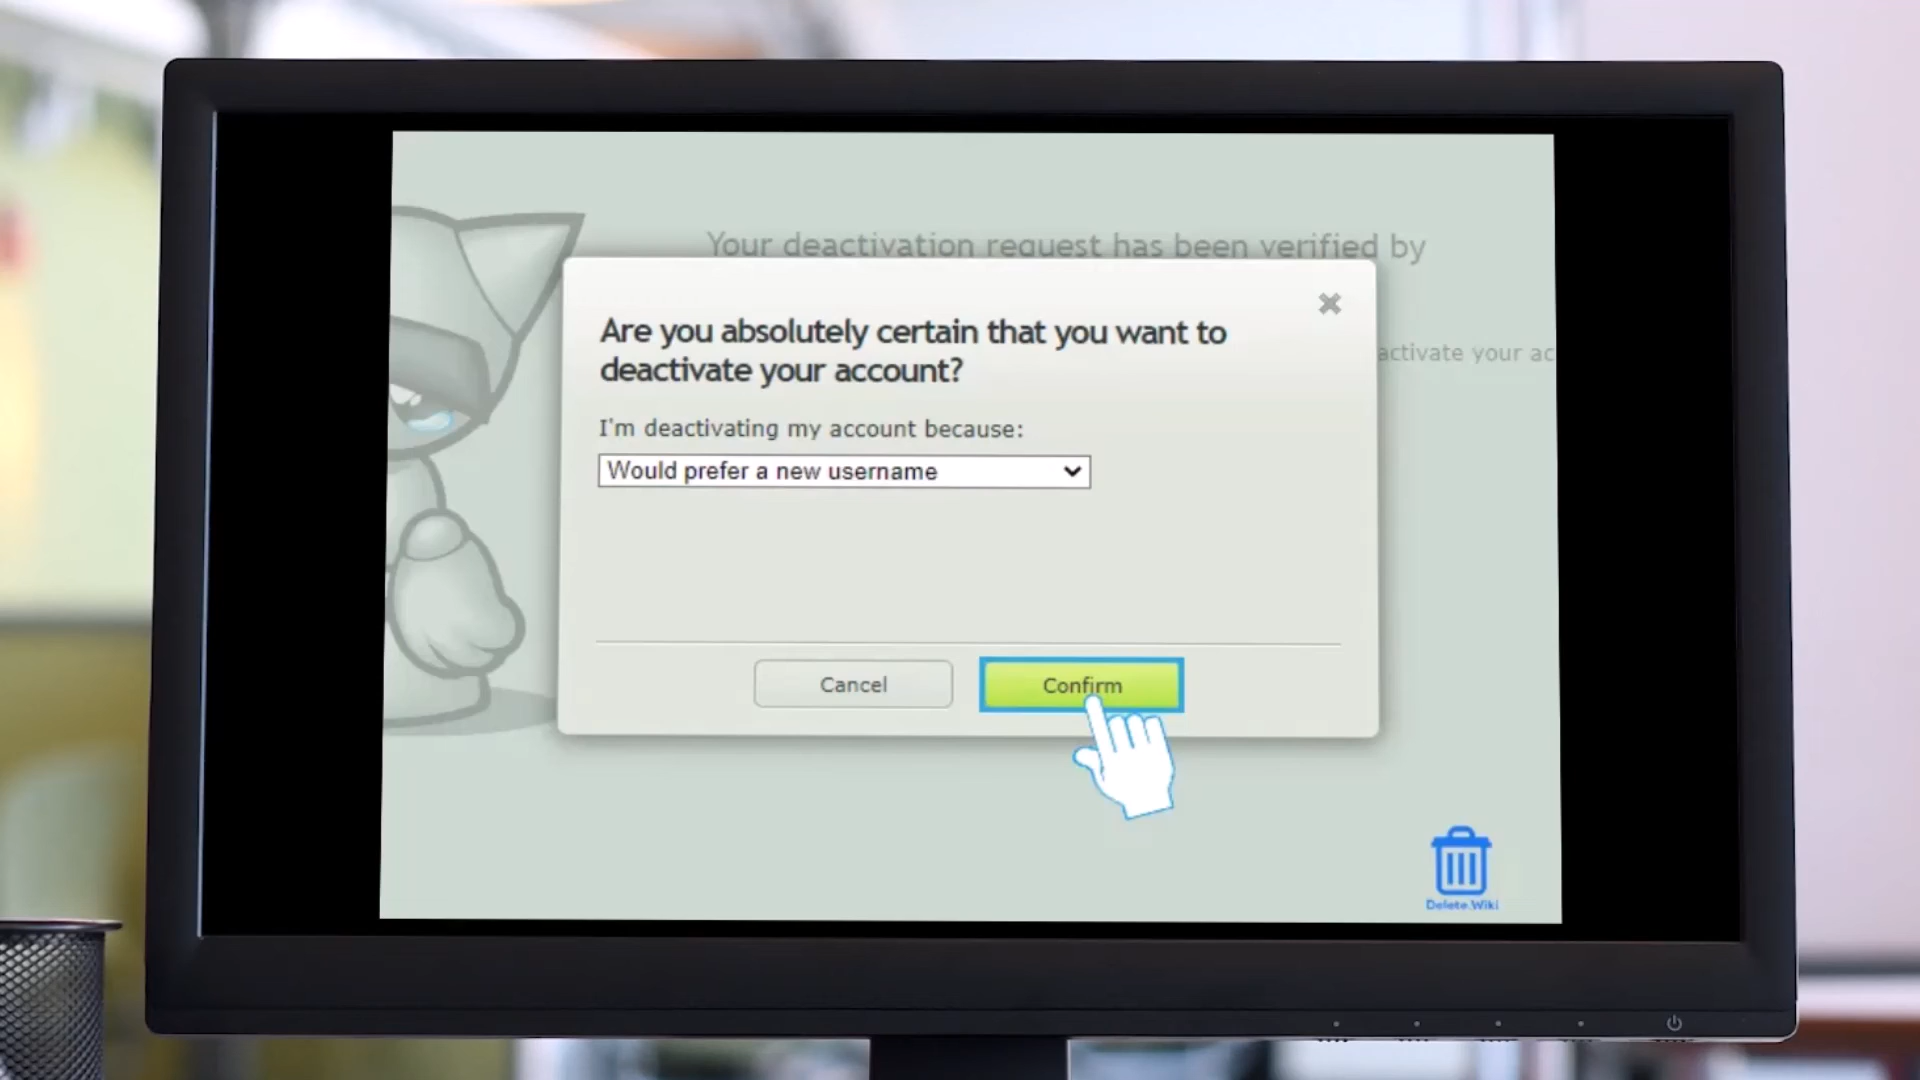 Your deactivation request has been verified by
Are you absolutely certain that you want to
deactivate your account?
activate your ac
I'm deactivating my account because:
Would prefer a new username
Cancel
Confirm
Delete.Wiki